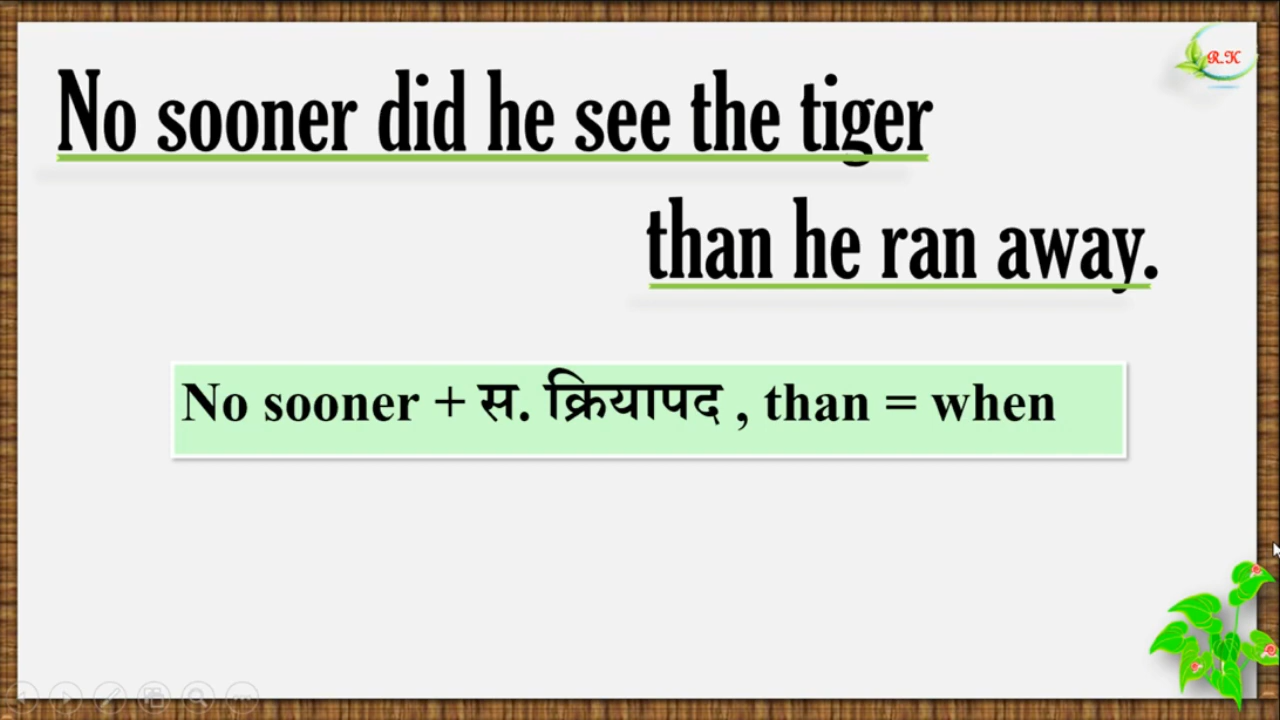 R.K
No sooner did he see the tiger
than he ran away.
No sooner + स. क्रियापद , than = when